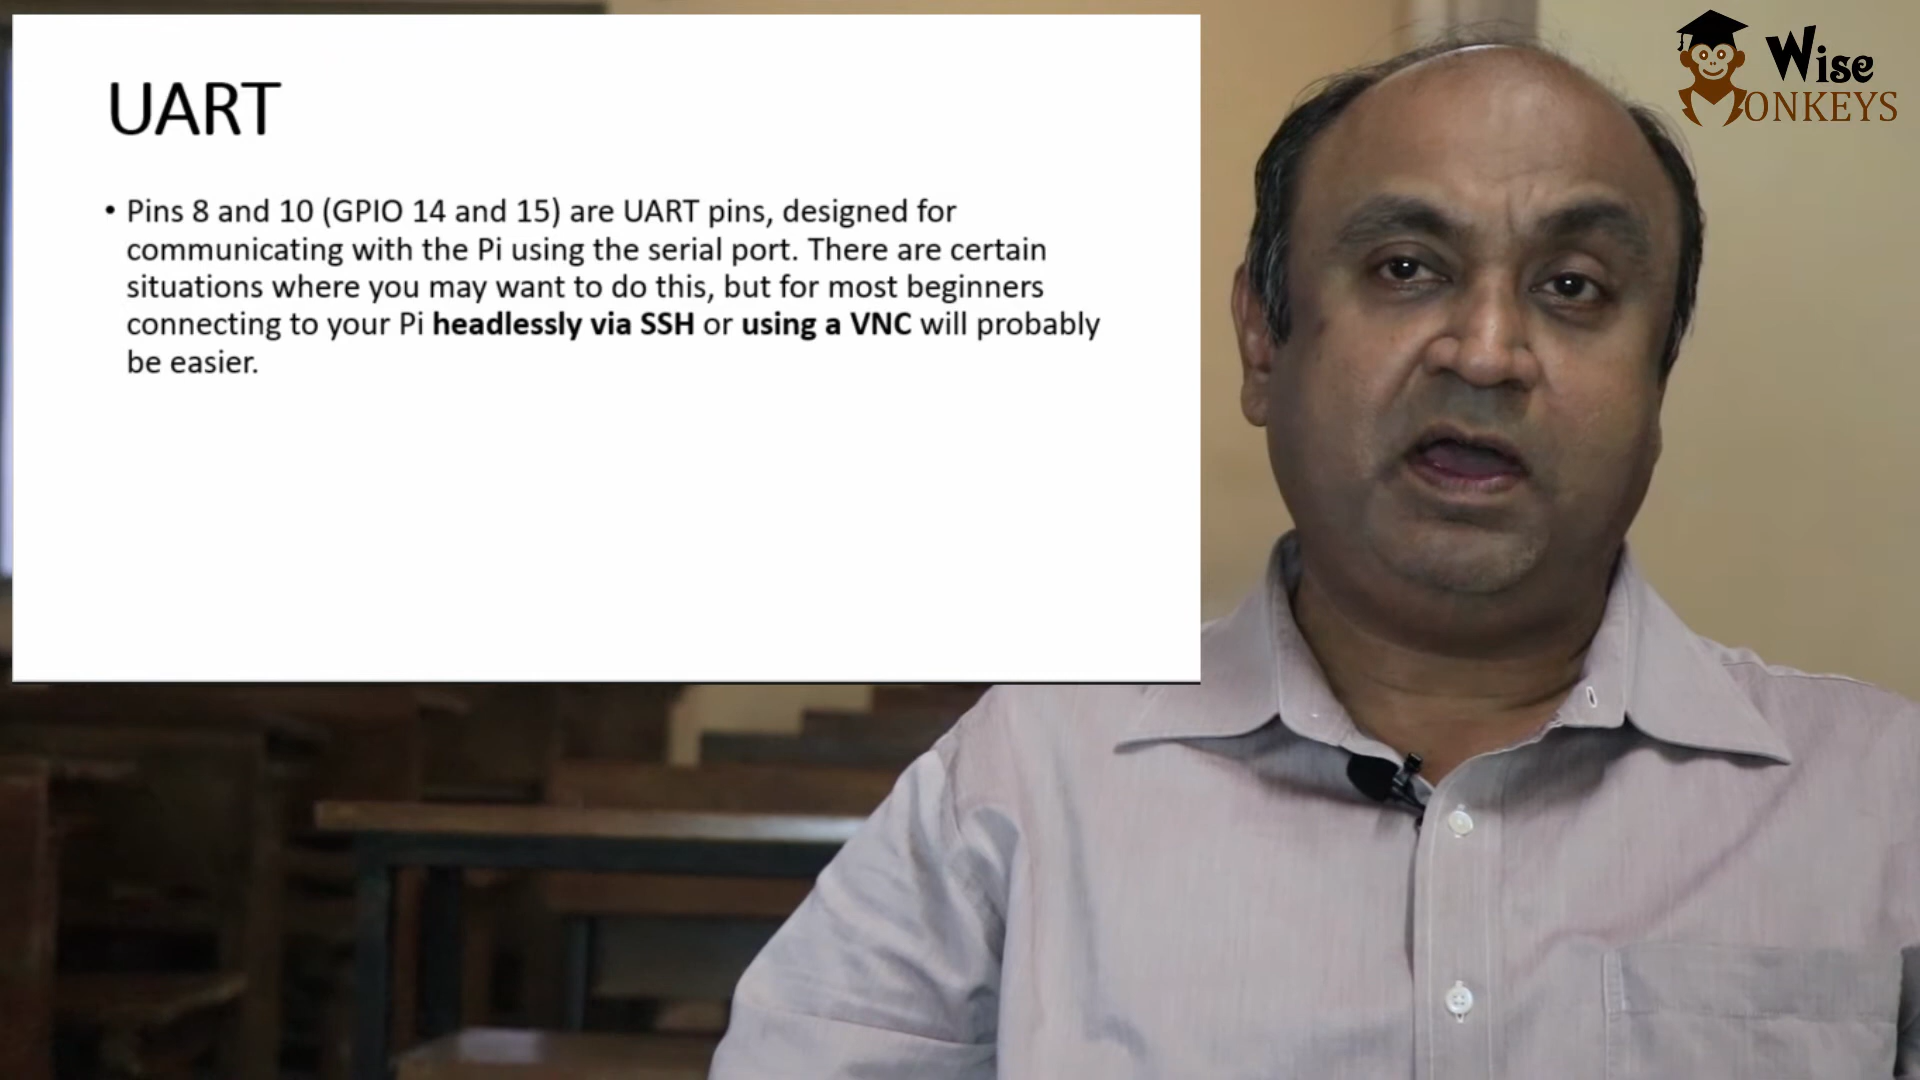 UART
• Pins 8 and 10 (GPIO 14 and 15) are UART pins, designed for
communicating with the Pi using the serial port. There are certain
situations where you may want to do this, but for most beginners
connecting to your Pi headlessly via SSH or using a VNC will probably
be easier.
Wise
MONKEYS